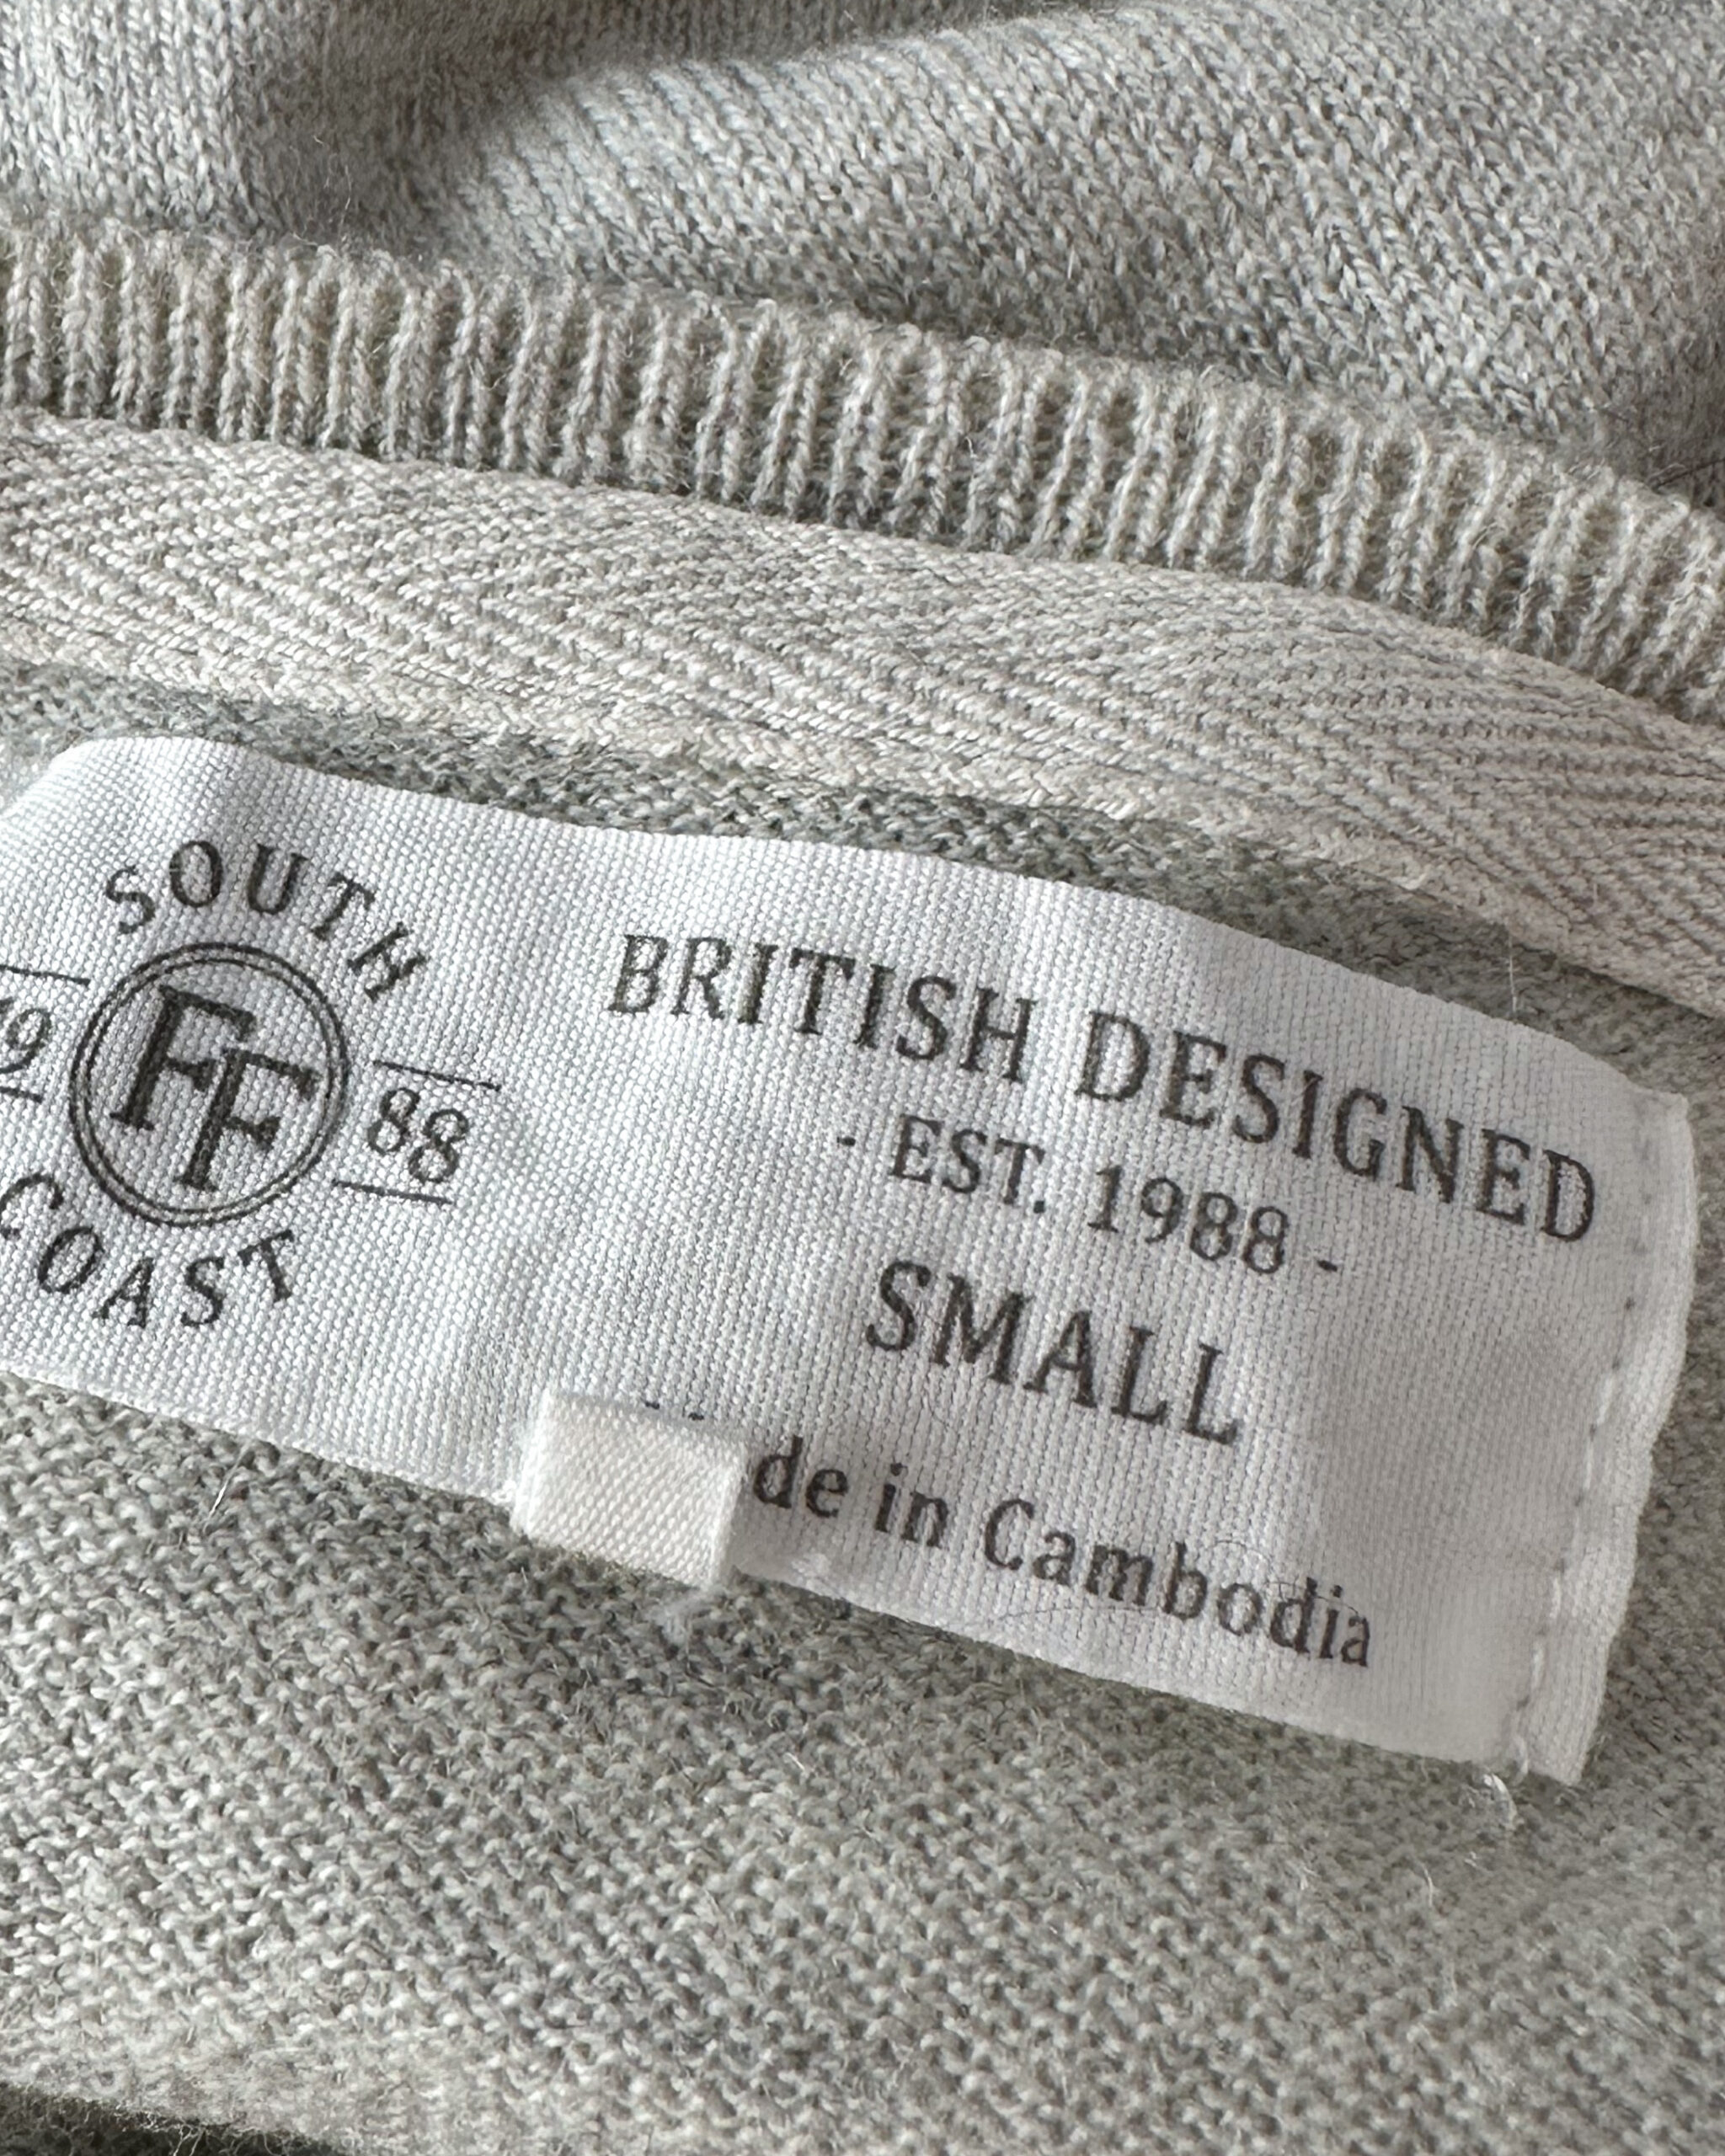 SOUTH
19 FF 88
COAST
BRITISH DESIGNED
- EST. 1988 -
SMALL
de in Cambodia